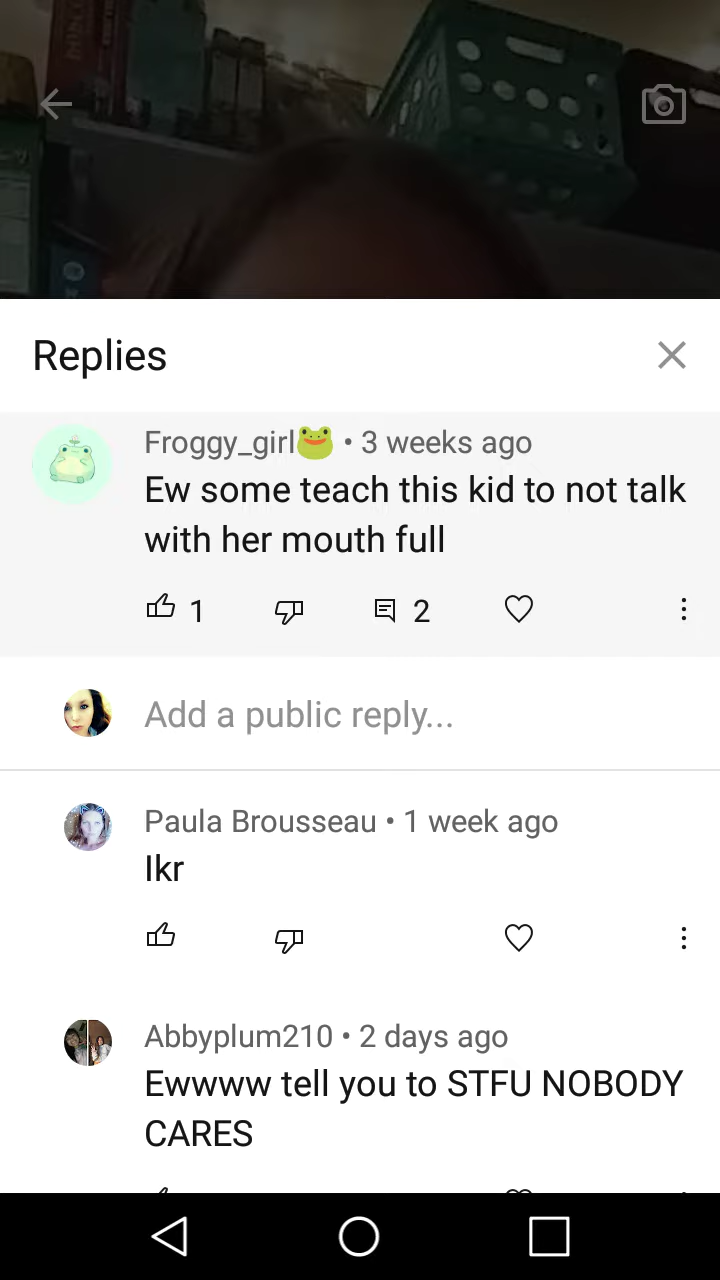 Replies
Froggy_girl🐸 • 3 weeks ago
Ew some teach this kid to not talk
with her mouth full
1
2
Add a public reply...
Paula Brousseau • 1 week ago
Ikr
Abbyplum210 • 2 days ago
Ewwww tell you to STFU NOBODY
CARES